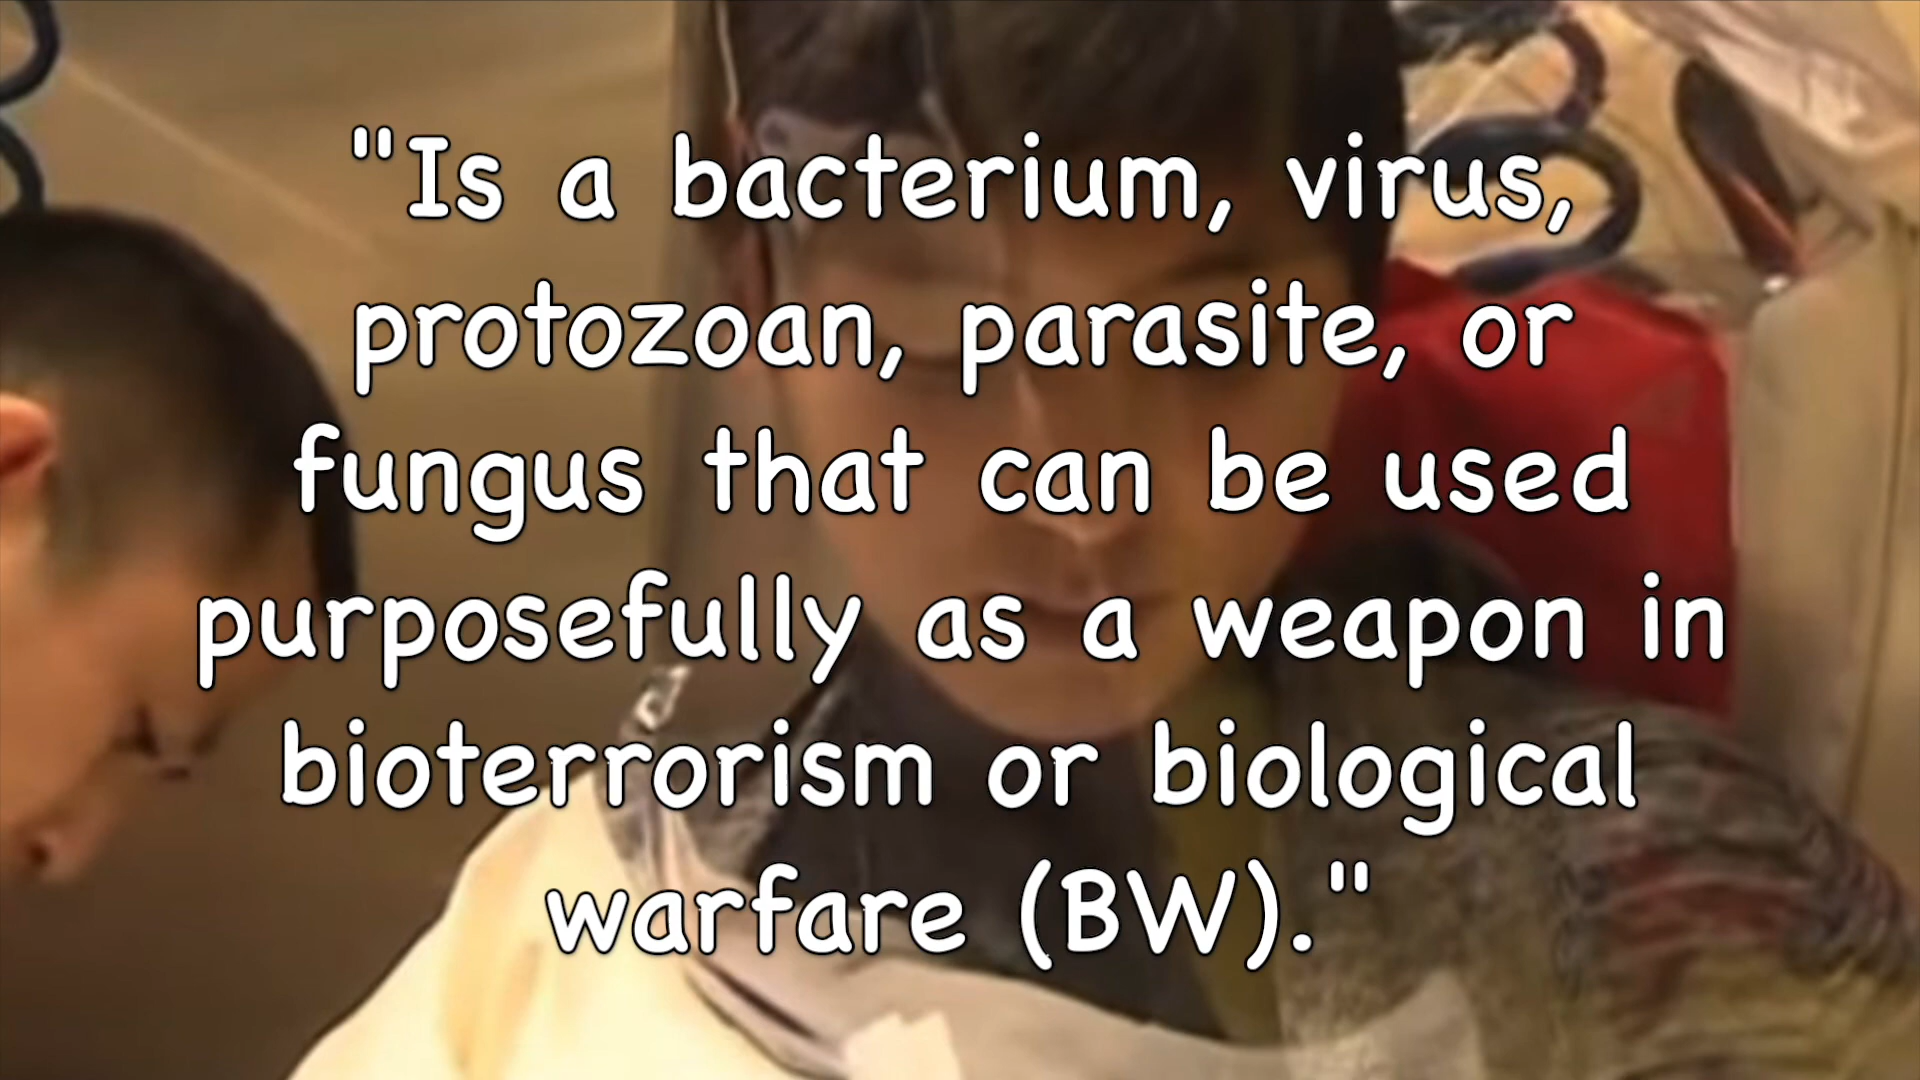 "Is a bacterium, virus,
protozoan, parasite, or
fungus that can be used
purposefully as a weapon in
bioterrorism or biological
warfare (BW)."